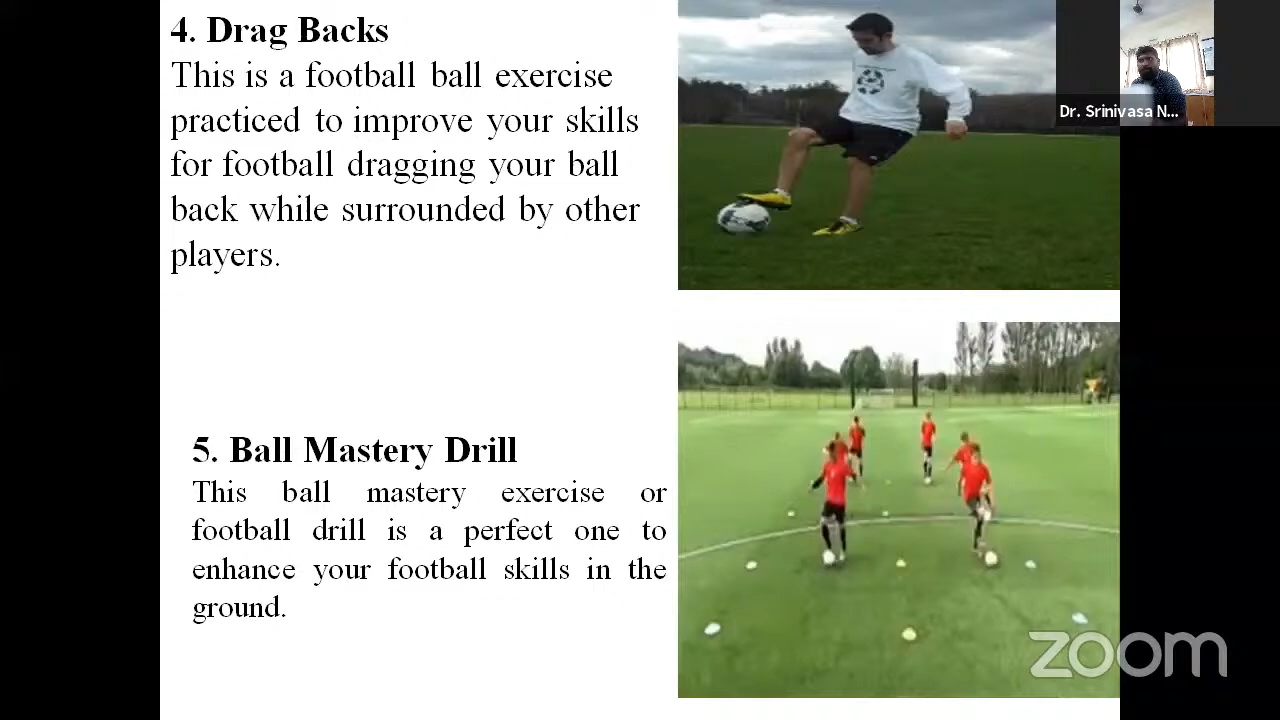 4. Drag Backs
This is a football ball exercise
practiced to improve your skills
for football dragging your ball
back while surrounded by other
players.
5. Ball Mastery Drill
This ball mastery exercise or
football drill is a perfect one to
enhance your football skills in the
ground.
Dr. Srinivasa N...
zoom